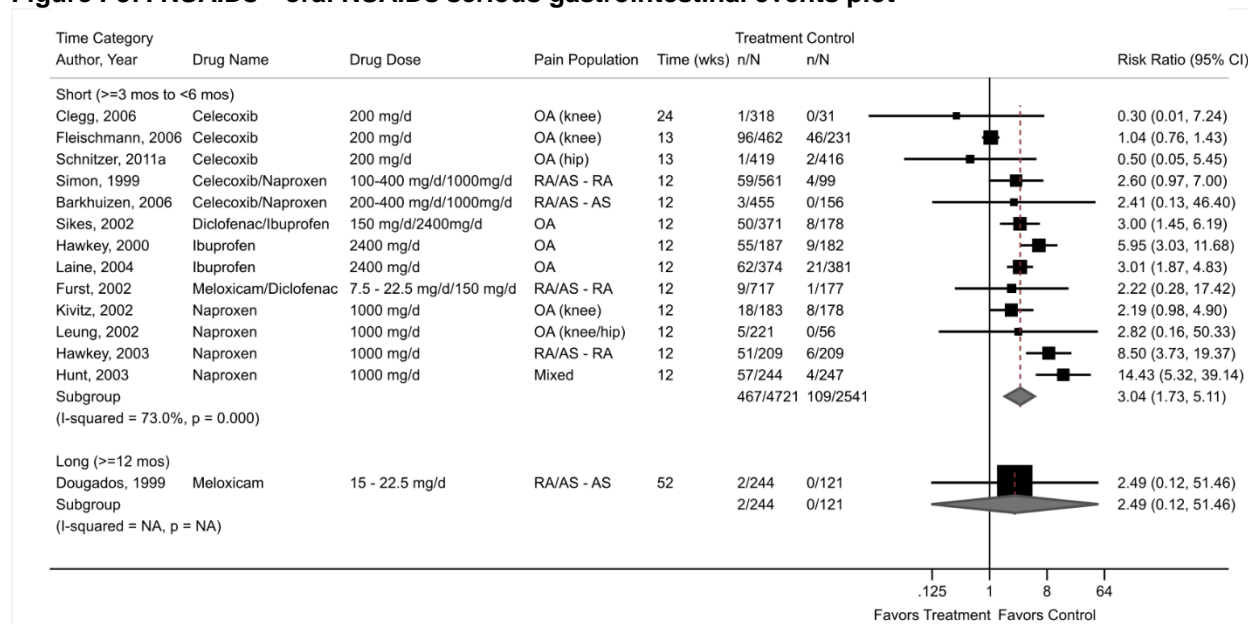 Time Category Treatment Control
Author, Year Drug Name Drug Dose Pain Population Time (wks) n/N n/N Risk Ratio (95% CI)
Short (>=3 mos to <6 mos)
Clegg, 2006 Celecoxib 200 mg/d OA (knee) 24 1/318 0/31 0.30 (0.01, 7.24)
Fleischmann, 2006 Celecoxib 200 mg/d OA (knee) 13 96/462 46/231 1.04 (0.76, 1.43)
Schnitzer, 2011a Celecoxib 200 mg/d OA (hip) 13 1/419 2/416 0.50 (0.05, 5.45)
Simon, 1999 Celecoxib/Naproxen 100-400 mg/d/1000mg/d RA/AS - RA 12 59/561 4/99 2.60 (0.97, 7.00)
Barkhuizen, 2006 Celecoxib/Naproxen 200-400 mg/d/1000mg/d RA/AS - AS 12 3/455 0/156 2.41 (0.13, 46.40)
Sikes, 2002 Diclofenac/Ibuprofen 150 mg/d/2400mg/d OA 12 50/371 8/178 3.00 (1.45, 6.19)
Hawkey, 2000 Ibuprofen 2400 mg/d OA 12 55/187 9/182 5.95 (3.03, 11.68)
Laine, 2004 Ibuprofen 2400 mg/d OA 12 62/374 21/381 3.01 (1.87, 4.83)
Furst, 2002 Meloxicam/Diclofenac 7.5 - 22.5 mg/d/150 mg/d RA/AS - RA 12 9/717 1/177 2.22 (0.28, 17.42)
Kivitz, 2002 Naproxen 1000 mg/d OA (knee) 12 18/183 8/178 2.19 (0.98, 4.90)
Leung, 2002 Naproxen 1000 mg/d OA (knee/hip) 12 5/221 0/56 2.82 (0.16, 50.33)
Hawkey, 2003 Naproxen 1000 mg/d RA/AS - RA 12 51/209 6/209 8.50 (3.73, 19.37)
Hunt, 2003 Naproxen 1000 mg/d Mixed 12 57/244 4/247 14.43 (5.32, 39.14)
Subgroup 467/4721 109/2541 3.04 (1.73, 5.11)
(I-squared = 73.0%, p = 0.000)
Long (>=12 mos)
Dougados, 1999 Meloxicam 15 - 22.5 mg/d RA/AS - AS 52 2/244 0/121 2.49 (0.12, 51.46)
Subgroup 2/244 0/121 2.49 (0.12, 51.46)
(I-squared = NA, p = NA)
.125 1 8 64
Favors Treatment Favors Control